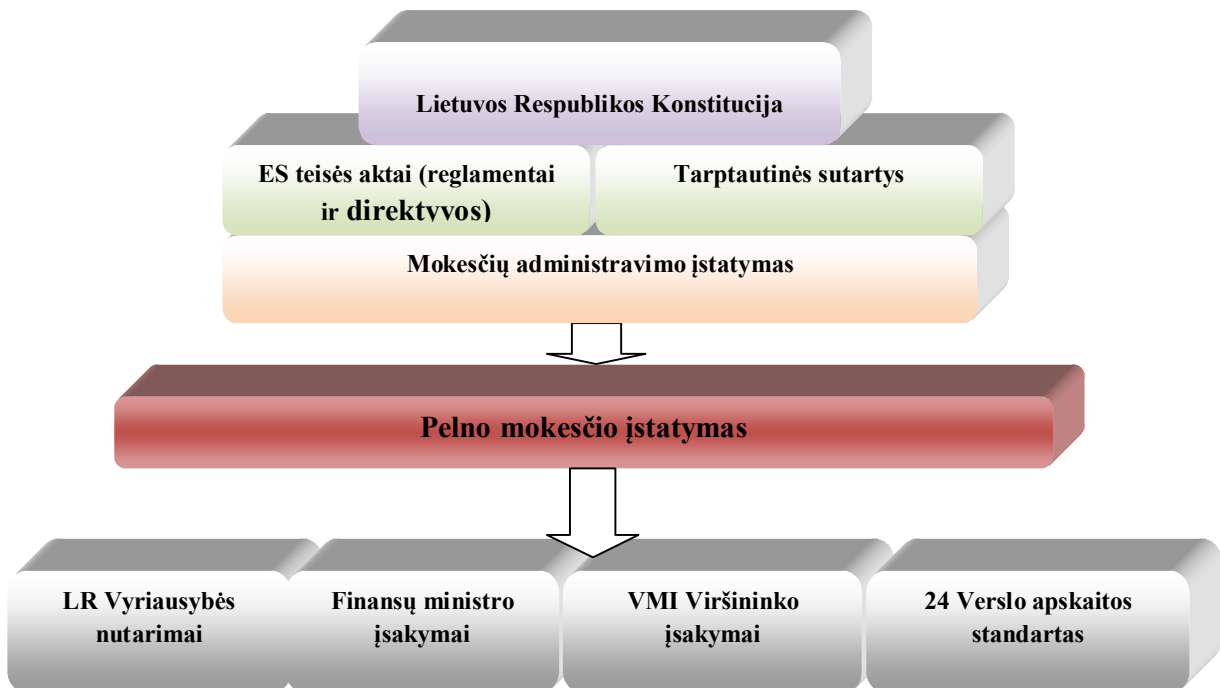 Lietuvos Respublikos Konstitucija
ES teisės aktai (reglamentai
ir direktyvos)
Tarptautinės sutartys
Mokesčių administravimo įstatymas
Pelno mokesčio įstatymas
LR Vyriausybės
nutarimai
Finansų ministro
įsakymai
VMI Viršininko
įsakymai
24 Verslo apskaitos
standartas